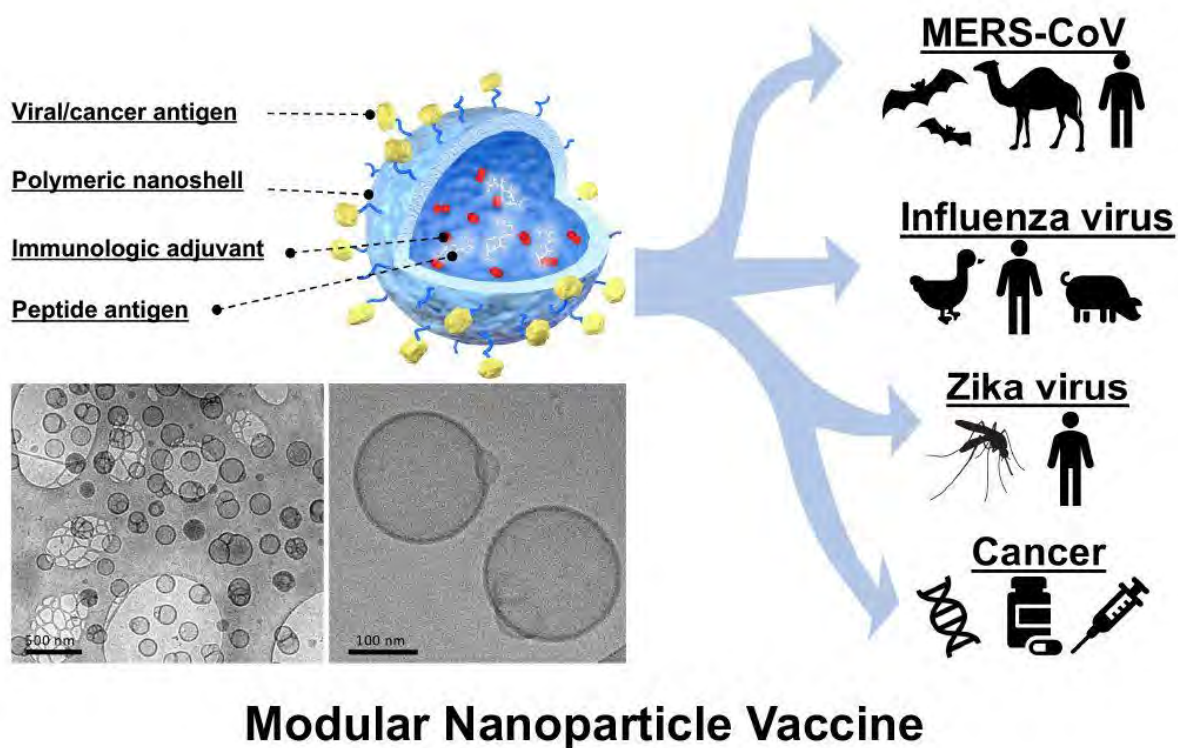 Viral/cancer antigen
Polymeric nanoshell
Immunologic adjuvant
Peptide antigen
500 nm
100 nm
MERS-CoV
Influenza virus
Zika virus
Cancer
Modular Nanoparticle Vaccine